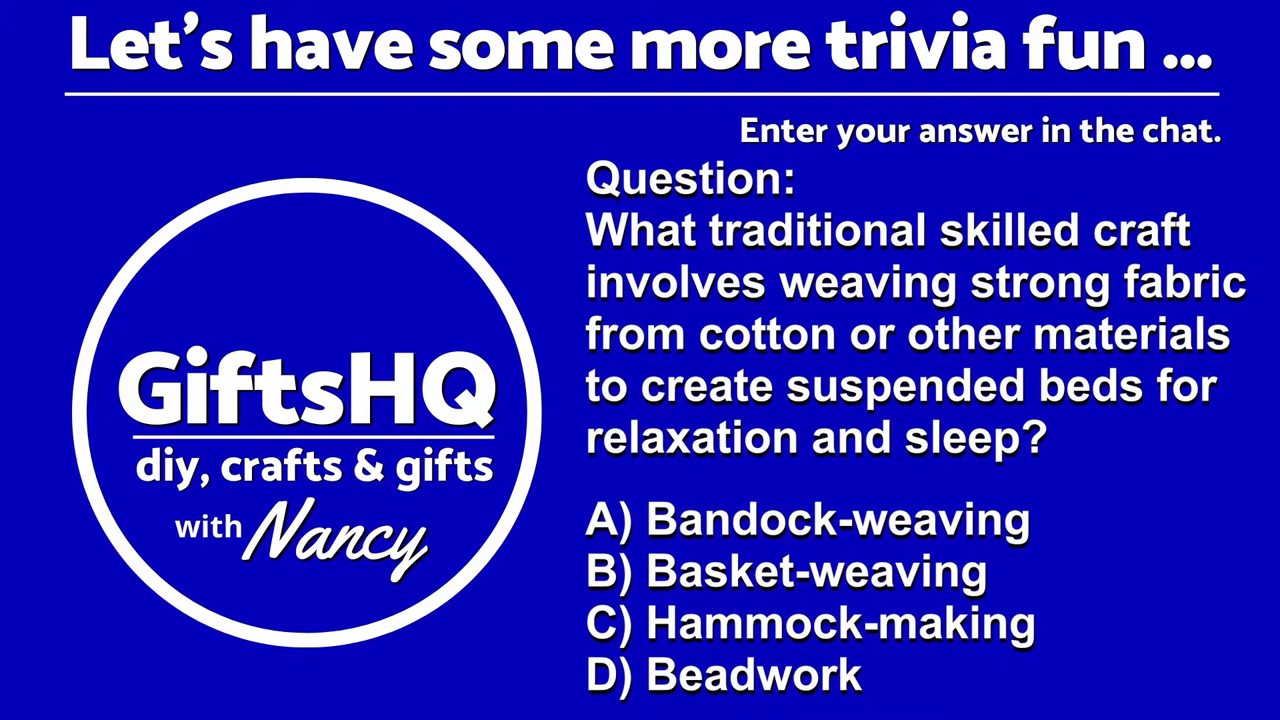 Let's have some more trivia fun ...
Enter your answer in the chat.
GiftsHQ
diy, crafts & gifts
with Nancy
Question:
What traditional skilled craft
involves weaving strong fabric
from cotton or other materials
to create suspended beds for
relaxation and sleep?
A) Bandock-weaving
B) Basket-weaving
C) Hammock-making
D) Beadwork